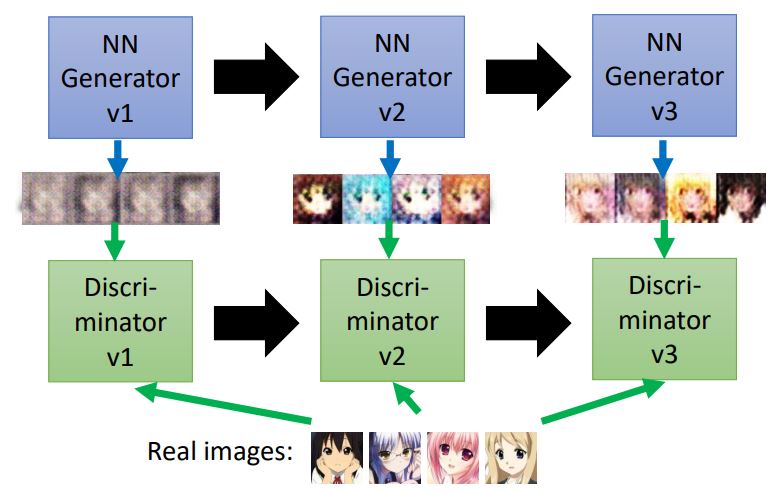 NN
Generator
v1
NN
Generator
v2
NN
Generator
v3
Discri-
minator
v1
Discri-
minator
v2
Discri-
minator
v3
Real images: